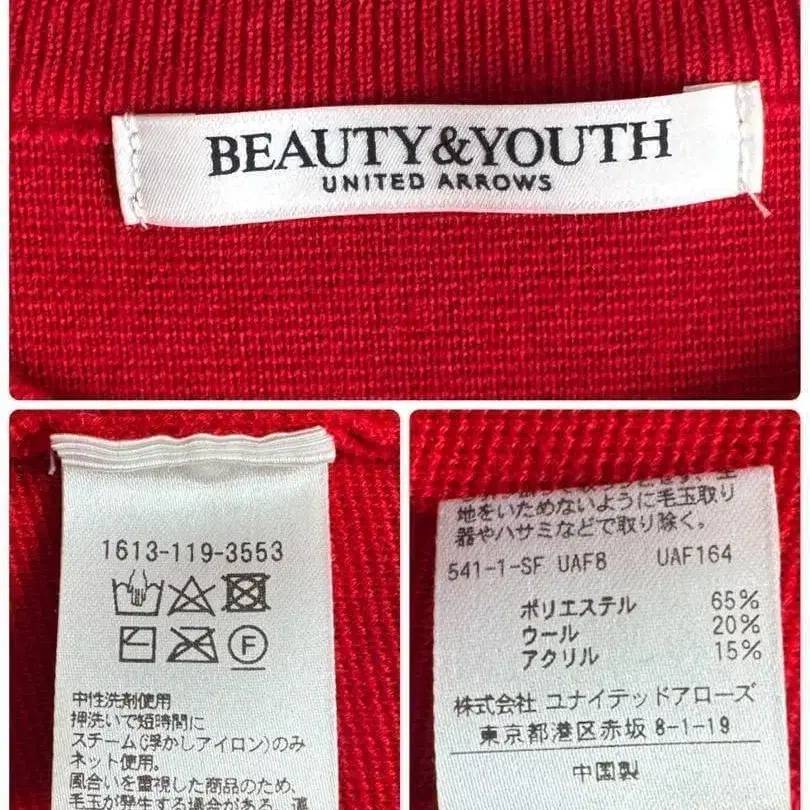 BEAUTY&YOUTH
UNITED ARROWS
1613-119-3553
F
中性洗剤使用
押洗いで短時間に
スチーム(浮かしアイロン)のみ
ネット使用。
風合いを重視した商品のため、
毛玉が発生する場合がある。
地をいためないように毛玉取り
器やハサミなどで取り除く。
541-1-SF UAF8 UAF164
ポリエステル 65%
ウール 20%
アクリル 15%
株式会社 ユナイテッドアローズ
東京都港区赤坂 8-1-19
中国製